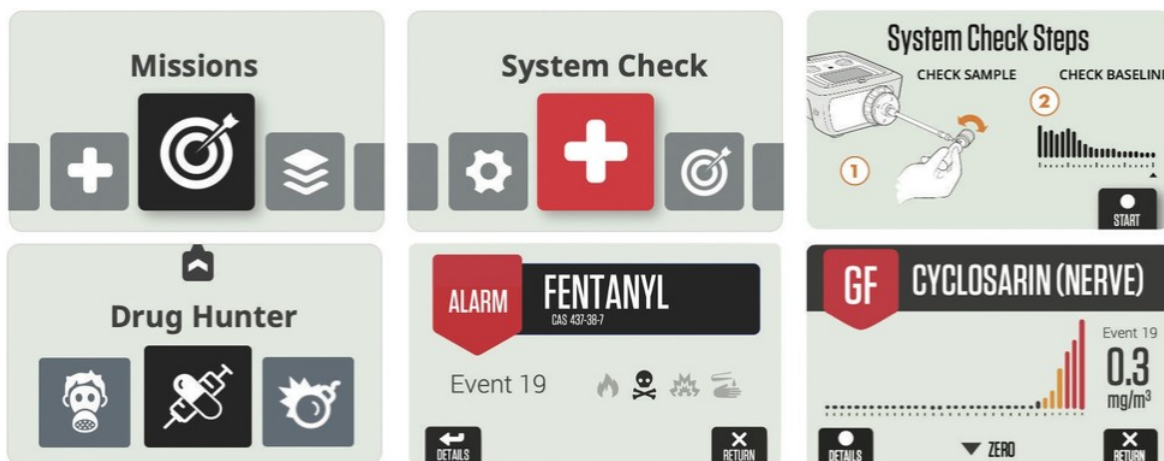 Missions
System Check
System Check Steps
CHECK SAMPLE
CHECK BASELINE
2
1
START
Drug Hunter
ALARM
FENTANYL
CAS 437-38-7
Event 19
DETAILS
RETURN
GF
CYCLOSARIN (NERVE)
Event 19
0.3
mg/m³
DETAILS
ZERO
RETURN